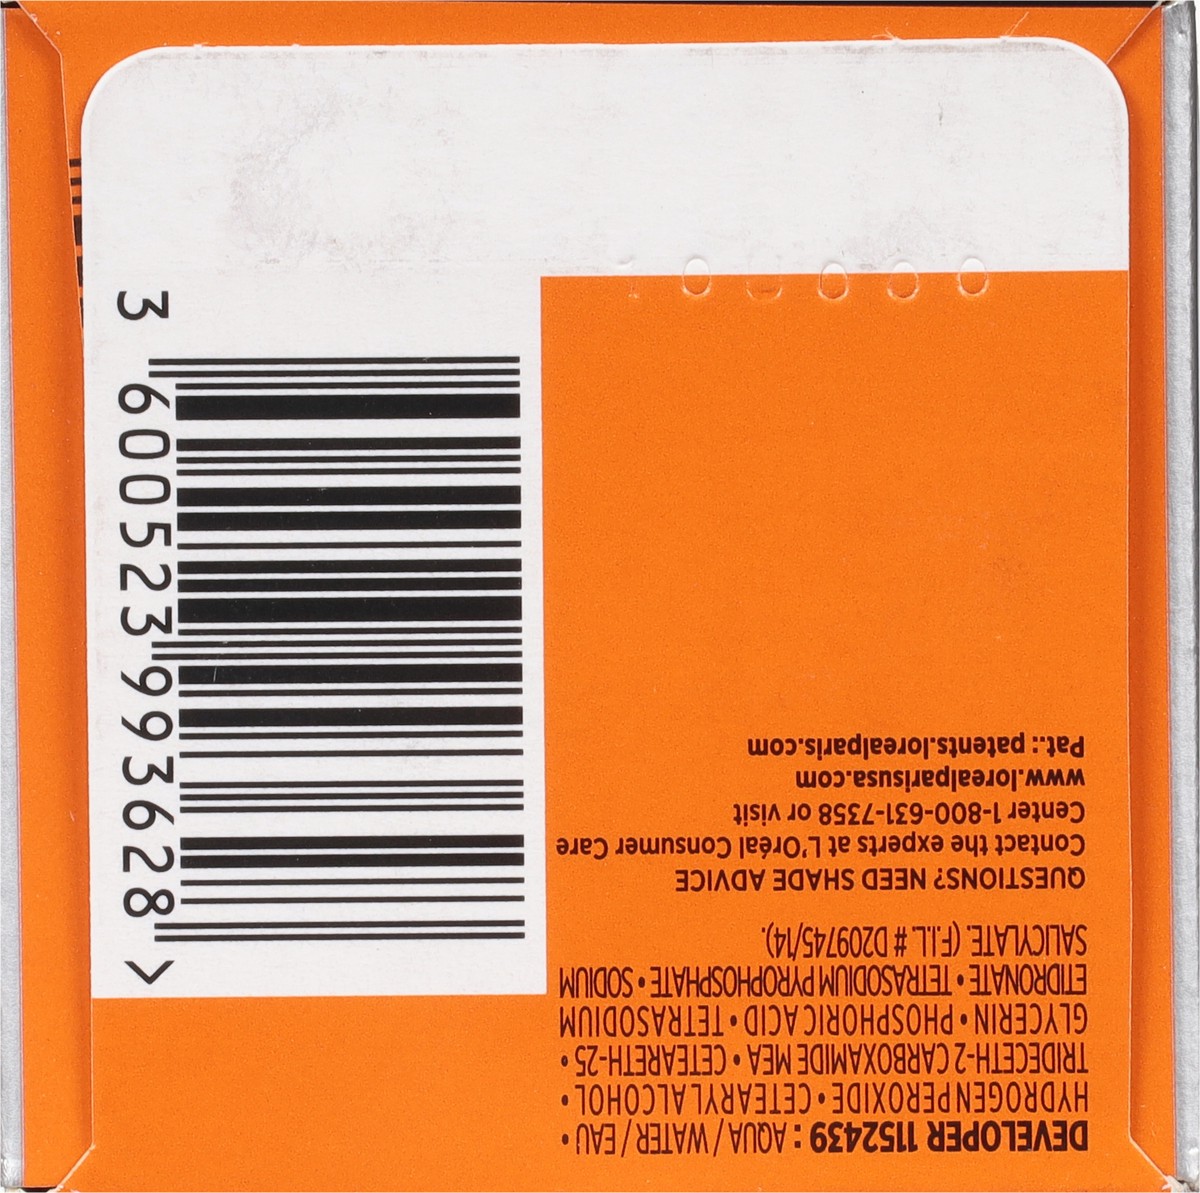 DEVELOPER 1152439 : AQUA / WATER / EAU •
HYDROGEN PEROXIDE • CETEARYL ALCOHOL •
TRIDECETH-2 CARBOXAMIDE MEA • CETEARETH-25 •
GLYCERIN • PHOSPHORIC ACID • TETRASODIUM
ETIDRONATE • TETRASODIUM PYROPHOSPHATE • SODIUM
SALICYLATE. (F.I.L. # D209745/14).
QUESTIONS? NEED SHADE ADVICE
Contact the experts at L'Oréal Consumer Care
Center 1-800-631-7358 or visit
www.lorealparisusa.com
Pat.: patents.lorealparis.com
3 600523 993628 >